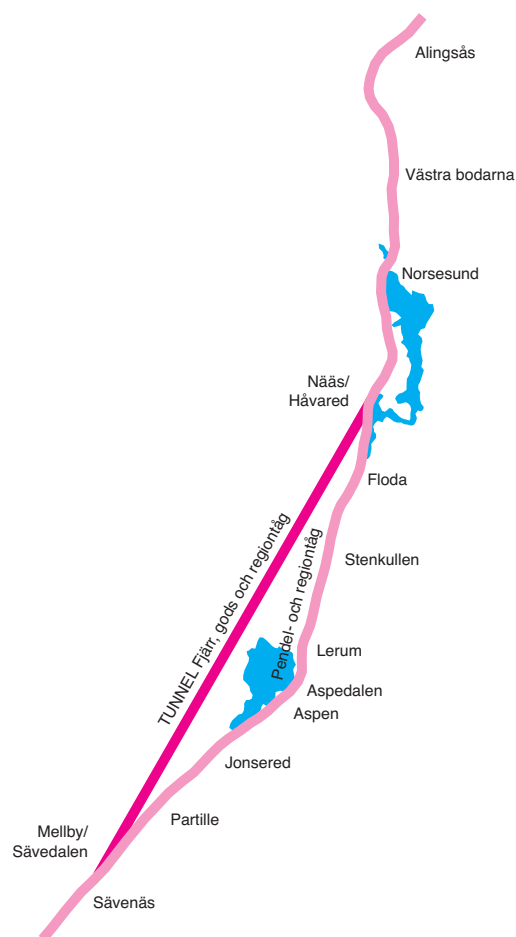 Alingsås
Västra bodarna
Norsesund
Nääs/
Håvared
Floda
TUNNEL Fjärr, gods och regiontåg
Pendel- och regiontåg
Stenkullen
Lerum
Aspedalen
Aspen
Jonsered
Partille
Mellby/
Sävedalen
Sävenäs